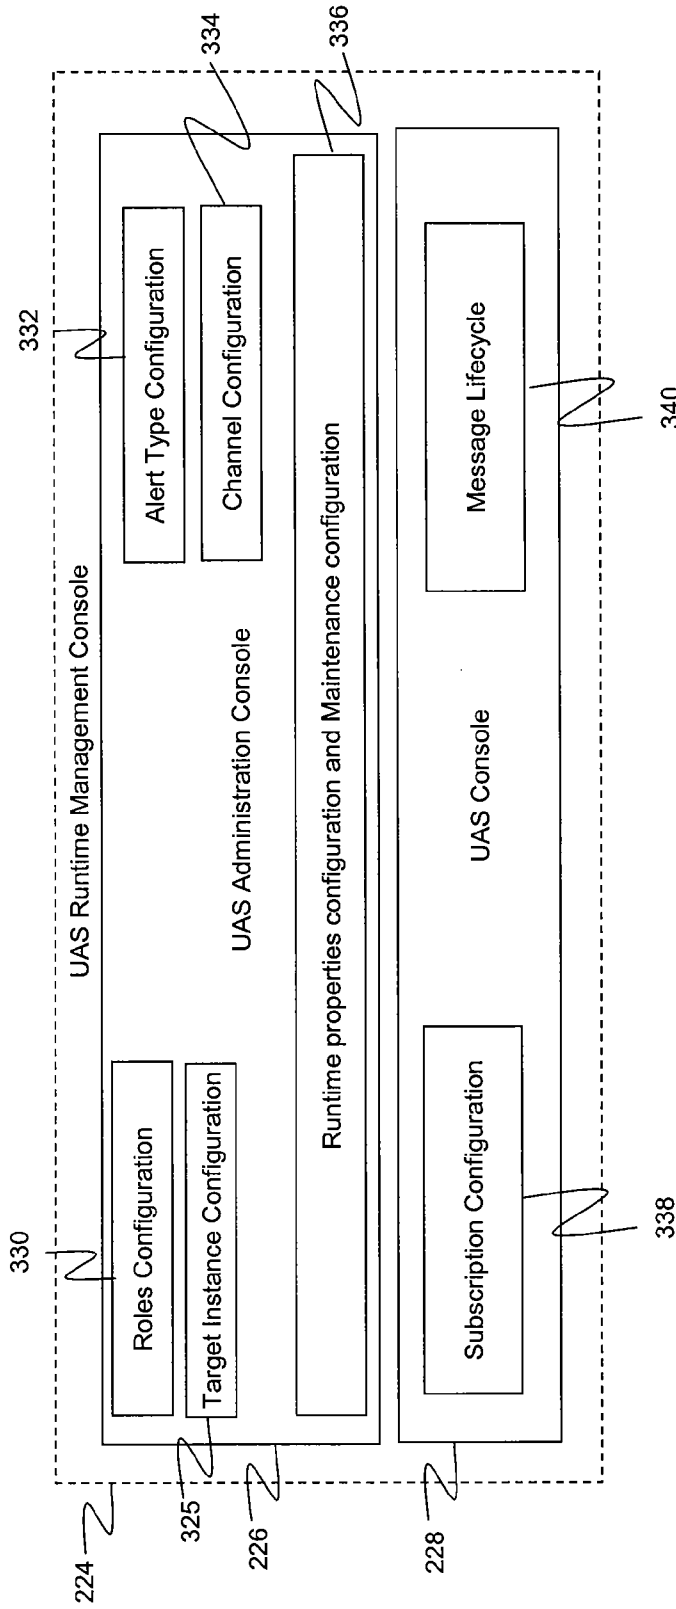 224
UAS Runtime Management Console
330
332
334
Roles Configuration
Alert Type Configuration
325
Target Instance Configuration
Channel Configuration
UAS Administration Console
226
336
Runtime properties configuration and Maintenance configuration
228
Subscription Configuration
UAS Console
Message Lifecycle
338
340